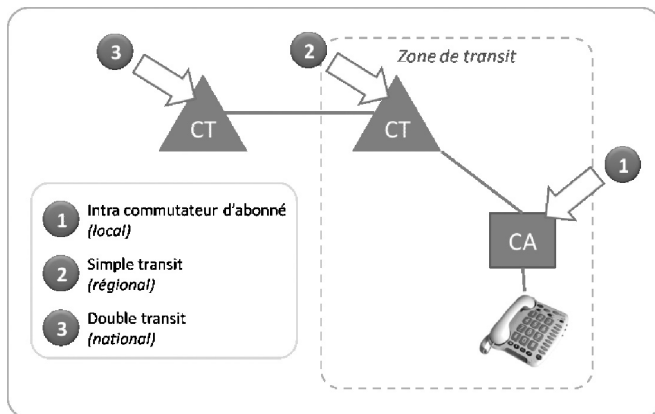 3
2
Zone de transit
CT
CT
1
CA
1
Intra commutateur d'abonné
(local)
2
Simple transit
(régional)
3
Double transit
(national)